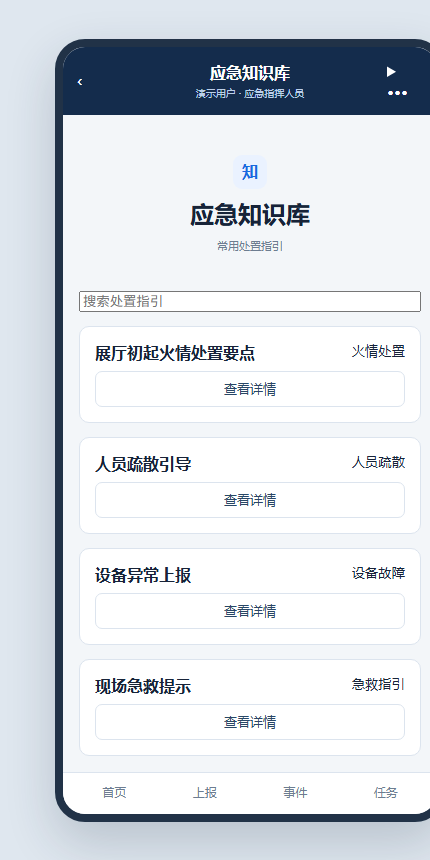 应急知识库
演示用户 · 应急指挥人员
知
应急知识库
常用处置指引
搜索处置指引
展厅初起火情处置要点
火情处置
查看详情
人员疏散引导
人员疏散
查看详情
设备异常上报
设备故障
查看详情
现场急救提示
急救指引
查看详情
首页 上报 事件 任务